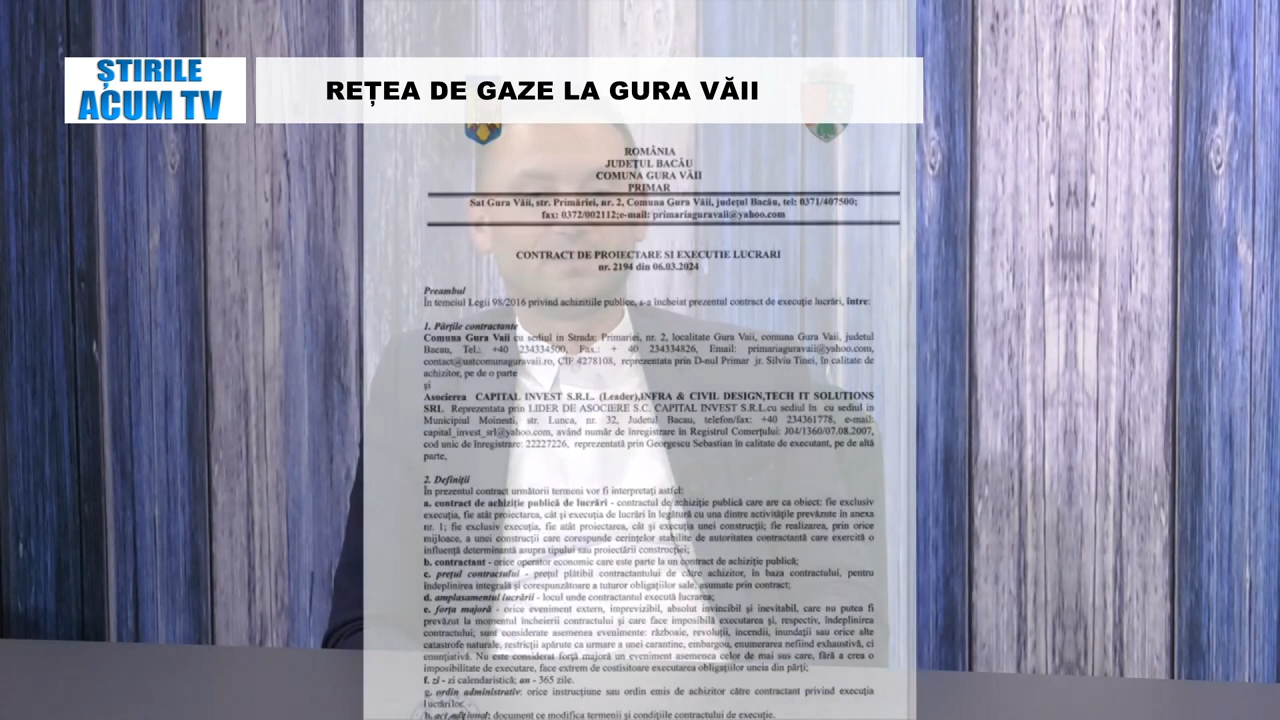 ȘTIRILE
ACUM TV
REȚEA DE GAZE LA GURA VĂII
ROMÂNIA
JUDEȚUL BACĂU
COMUNA GURA VĂII
PRIMAR
Sat Gura Văii, str. Primăriei, nr. 2, Comuna Gura Văii, județul Bacău, tel: 0371/407500;
fax: 0372/002112;e-mail: primariaguravaii@yahoo.com
CONTRACT DE PROIECTARE SI EXECUTIE LUCRARI
nr. 2194 din 06.03.2024
Preambul
În temeiul Legii 98/2016 privind achizitiile publice, s-a încheiat prezentul contract de execuție lucrări, între:
1. Părțile contractante
Comuna Gura Vaii cu sediul in Strada: Primariei, nr. 2, localitate Gura Vaii, comuna Gura Vaii, judetul
Bacau, Tel.: +40 234334500, Fax.: + 40 234334826, Email: primariaguravaii@yahoo.com,
contact@uatcomunaguravaii.ro, CIF 4278108, reprezentata prin D-nul Primar jr. Silviu Tinei, în calitate de
achizitor, pe de o parte
și
Asocierea CAPITAL INVEST S.R.L. (Leader),INFRA & CIVIL DESIGN,TECH IT SOLUTIONS
SRL Reprezentata prin LIDER DE ASOCIERE S.C. CAPITAL INVEST S.R.L.cu sediul în cu sediul in
Municipiul Moinesti, str. Lunca, nr. 32, Judetul Bacau, telefon/fax: +40 234361778, e-mail:
capital_invest_srl@yahoo.com, având număr de înregistrare în Registrul Comerțului: J04/1360/07.08.2007,
cod unic de înregistrare: 22227226, reprezentată prin Georgescu Sebastian în calitate de executant, pe de altă
parte,
2. Definiții
În prezentul contract următorii termeni vor fi interpretați astfel:
a. contract de achiziție publică de lucrări - contractul de achiziție publică care are ca obiect: fie exclusiv
execuția, fie atât proiectarea, cât și execuția de lucrări în legătură cu una dintre activitățile prevăzute în anexa
nr. 1; fie exclusiv execuția, fie atât proiectarea, cât și execuția unei construcții; fie realizarea, prin orice
mijloace, a unei construcții care corespunde cerințelor stabilite de autoritatea contractantă care exercită o
influență determinantă asupra tipului sau proiectării construcției;
b. contractant - orice operator economic care este parte la un contract de achiziție publică;
c. prețul contractului - prețul plătibil contractantului de către achizitor, în baza contractului, pentru
îndeplinirea integrală și corespunzătoare a tuturor obligațiilor sale, asumate prin contract;
d. amplasamentul lucrării - locul unde contractantul execută lucrarea;
e. forța majoră - orice eveniment extern, imprevizibil, absolut invincibil și inevitabil, care nu putea fi
prevăzut la momentul încheierii contractului și care face imposibilă executarea și, respectiv, îndeplinirea
contractului; sunt considerate asemenea evenimente: războaie, revoluții, incendii, inundații sau orice alte
catastrofe naturale, restricții apărute ca urmare a unei carantine, embargou, enumerarea nefiind exhaustivă, ci
enunțiativă. Nu este considerat forță majoră un eveniment asemenea celor de mai sus care, fără a crea o
imposibilitate de executare, face extrem de costisitoare executarea obligațiilor uneia din părți;
f. zi - zi calendaristică; an - 365 zile.
g. ordin administrativ: orice instrucțiune sau ordin emis de achizitor către contractant privind execuția
lucrărilor.
h. act adițional: document ce modifica termenii și condițiile contractului de execuție.